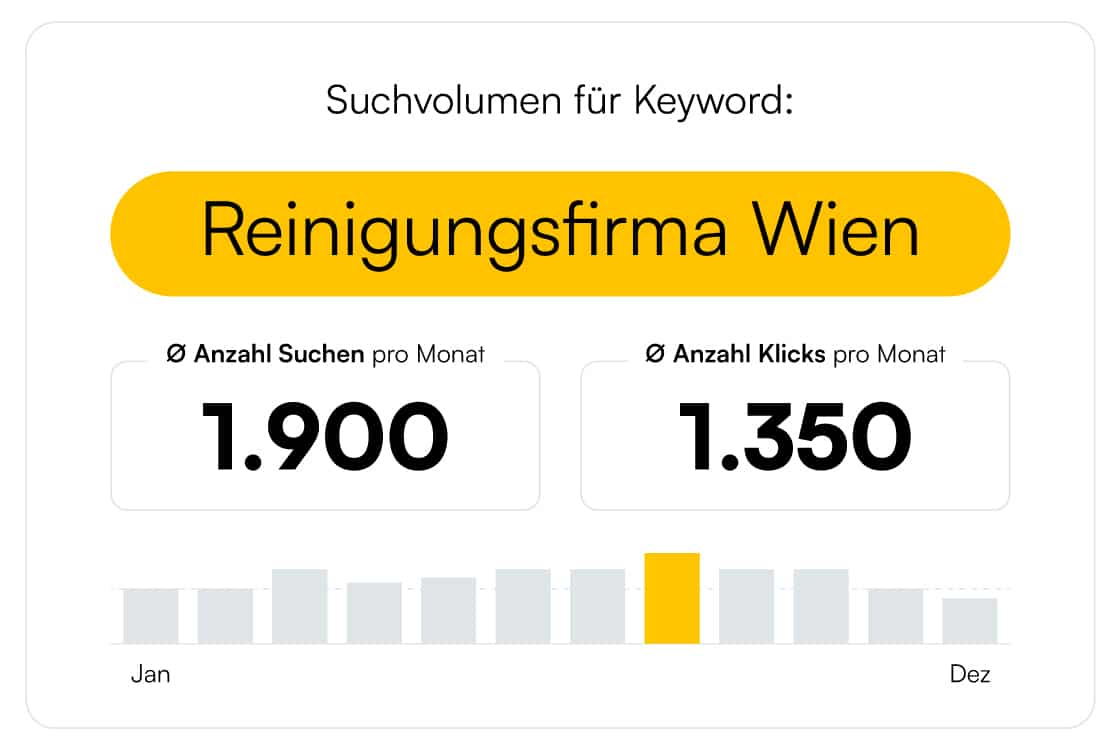 Suchvolumen für Keyword:
Reinigungsfirma Wien
Ø Anzahl Suchen pro Monat
1.900
Ø Anzahl Klicks pro Monat
1.350
Jan
Dez